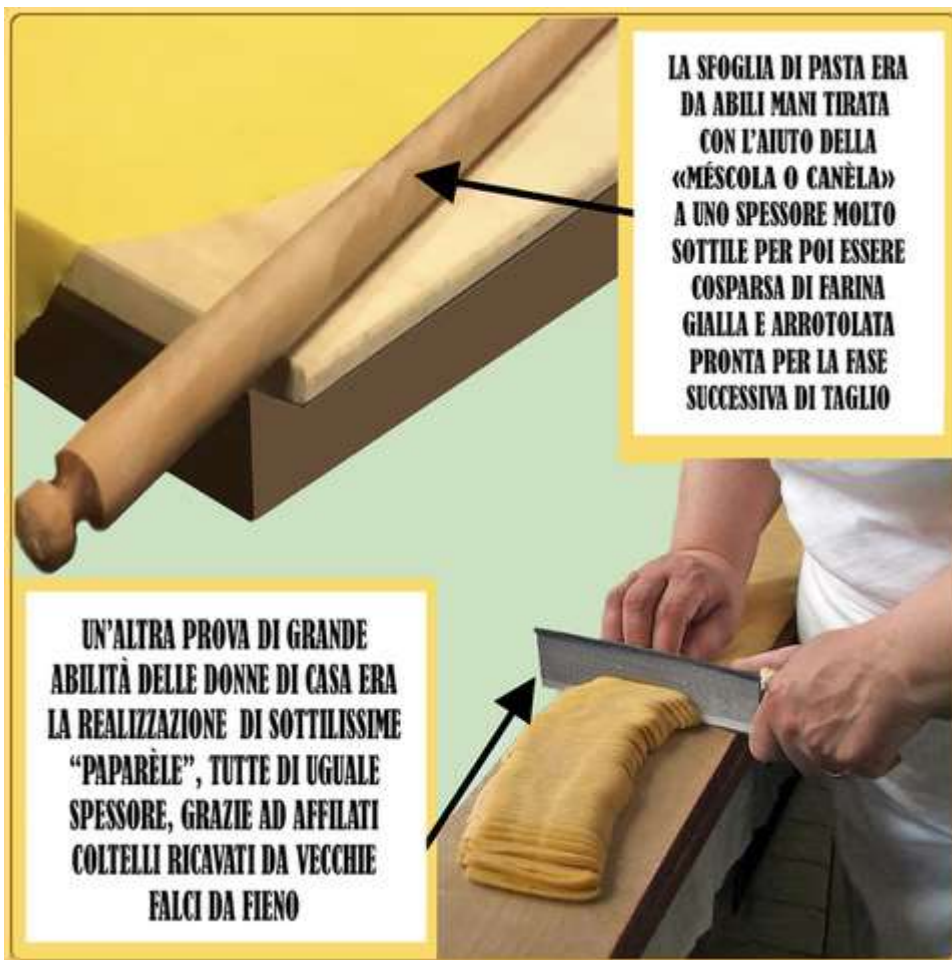 LA SFOGLIA DI PASTA ERA
DA ABILI MANI TIRATA
CON L'AIUTO DELLA
«MÉSCOLA O CANÈLA»
A UNO SPESSORE MOLTO
SOTTILE PER POI ESSERE
COSPARSA DI FARINA
GIALLA E ARROTOLATA
PRONTA PER LA FASE
SUCCESSIVA DI TAGLIO
UN'ALTRA PROVA DI GRANDE
ABILITÀ DELLE DONNE DI CASA ERA
LA REALIZZAZIONE DI SOTTILISSIME
“PAPARÈLE”, TUTTE DI UGUALE
SPESSORE, GRAZIE AD AFFILATI
COLTELLI RICAVATI DA VECCHIE
FALCI DA FIENO